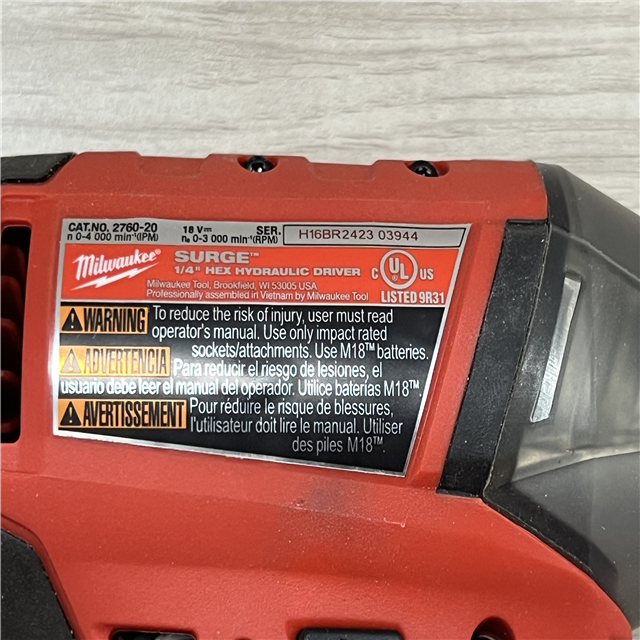 CAT.NO. 2760-20 18 V⎓ SER. H16BR2423 03944
n 0-4 000 min⁻¹(RPM) n₀ 0-3 000 min⁻¹(RPM)
Milwaukee SURGE™
1/4" HEX HYDRAULIC DRIVER
Milwaukee Tool, Brookfield, WI 53005 USA
Professionally assembled in Vietnam by Milwaukee Tool
C UL US
LISTED 9R31
WARNING To reduce the risk of injury, user must read
operator's manual. Use only impact rated
sockets/attachments. Use M18™ batteries.
ADVERTENCIA Para reducir el riesgo de lesiones, el
usuario debe leer el manual del operador. Utilice baterías M18™.
AVERTISSEMENT Pour réduire le risque de blessures,
l'utilisateur doit lire le manual. Utiliser
des piles M18™.